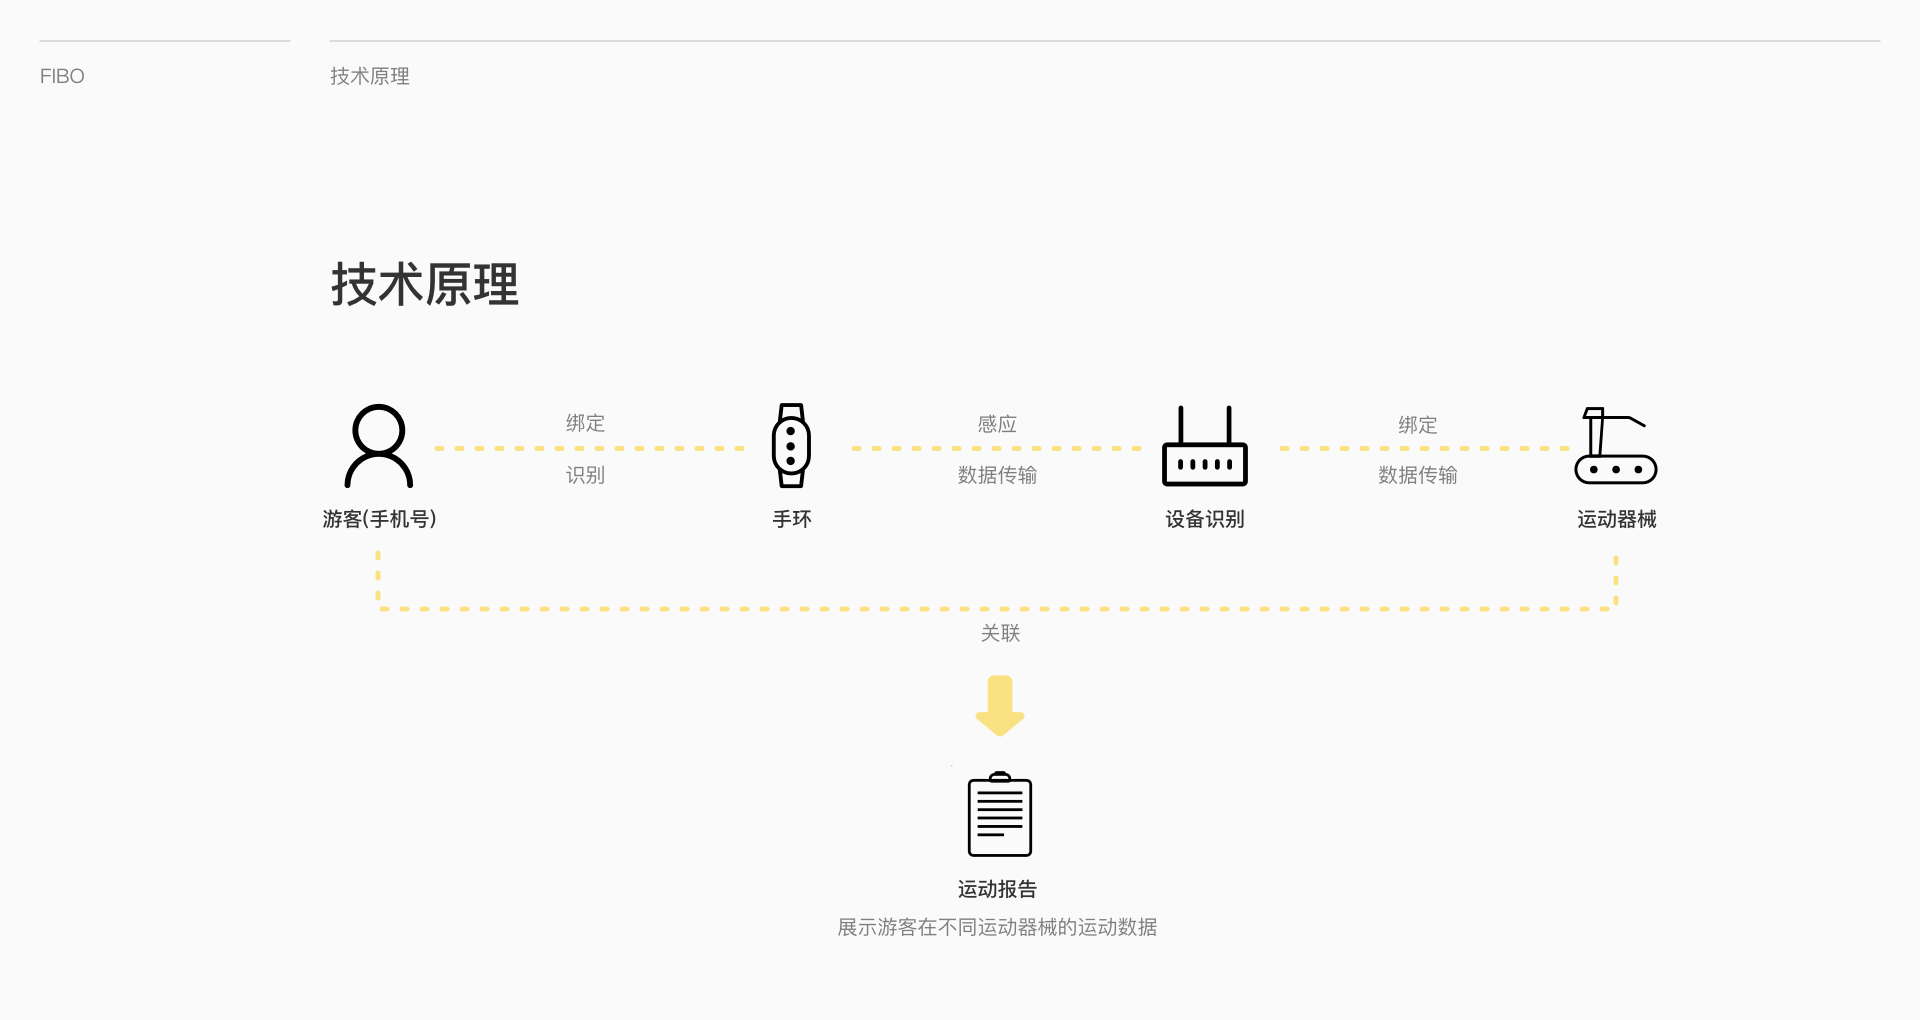 FIBO
技术原理
技术原理
绑定
识别
感应
数据传输
绑定
数据传输
游客(手机号)
手环
设备识别
运动器械
关联
运动报告
展示游客在不同运动器械的运动数据